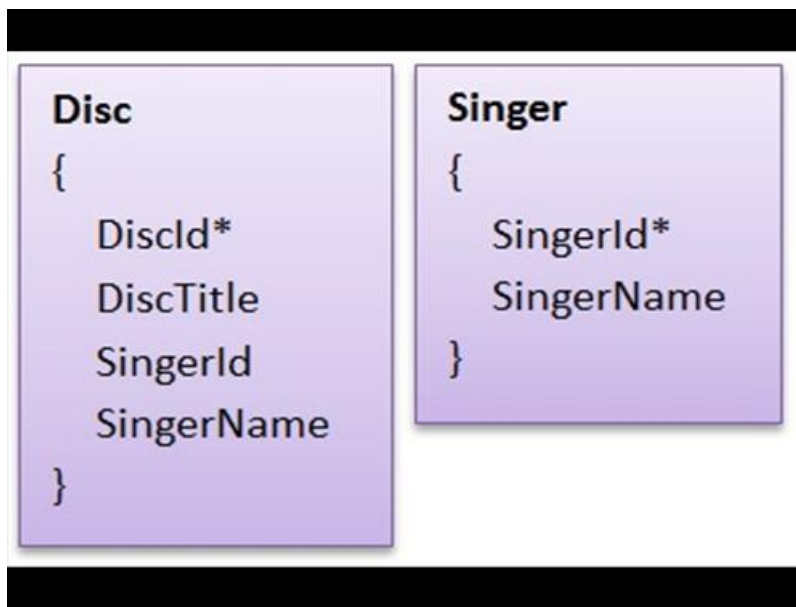 Disc
{
DiscId*
DiscTitle
SingerId
SingerName
}
Singer
{
SingerId*
SingerName
}